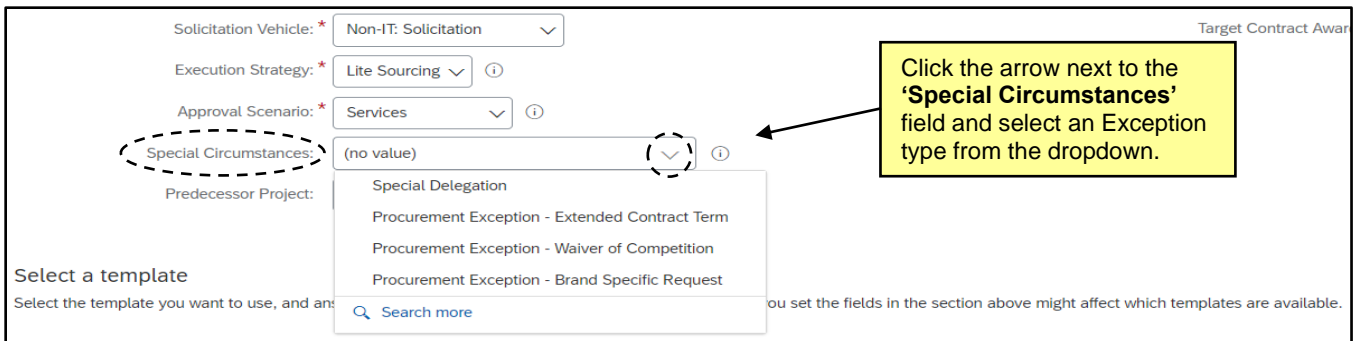 Solicitation Vehicle: * Non-IT: Solicitation
Target Contract Awar
Execution Strategy: * Lite Sourcing
Approval Scenario: * Services
Special Circumstances: (no value)
Predecessor Project:
Special Delegation
Procurement Exception - Extended Contract Term
Procurement Exception - Waiver of Competition
Procurement Exception - Brand Specific Request
Search more
Click the arrow next to the
‘Special Circumstances’
field and select an Exception
type from the dropdown.
Select a template
Select the template you want to use, and an ou set the fields in the section above might affect which templates are available.